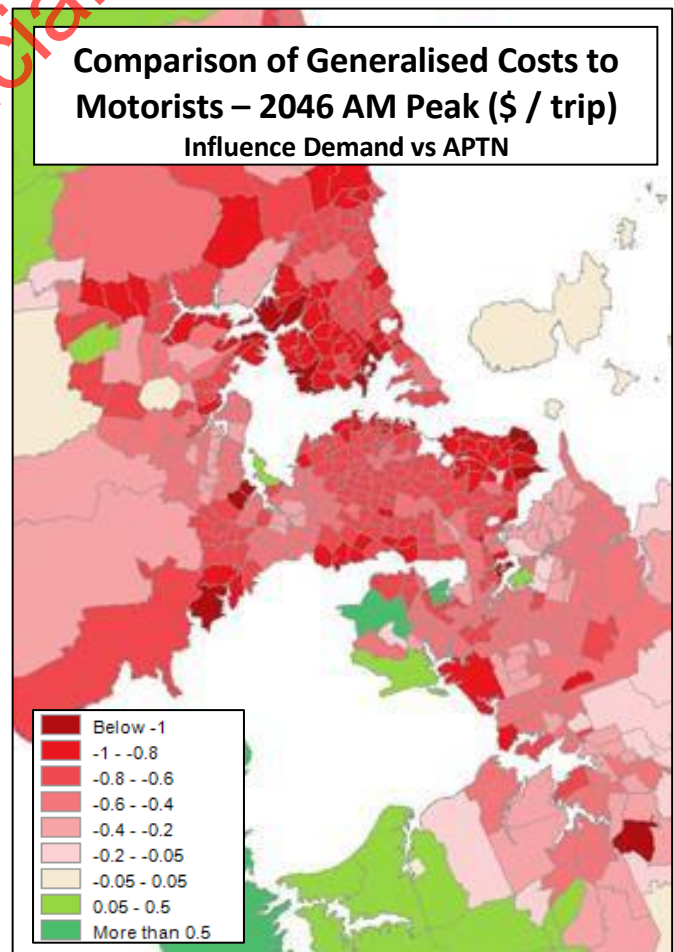 Comparison of Generalised Costs to
Motorists – 2046 AM Peak ($ / trip)
Influence Demand vs APTN
Below -1
-1 - -0.8
-0.8 - -0.6
-0.6 - -0.4
-0.4 - -0.2
-0.2 - -0.05
-0.05 - 0.05
0.05 - 0.5
More than 0.5